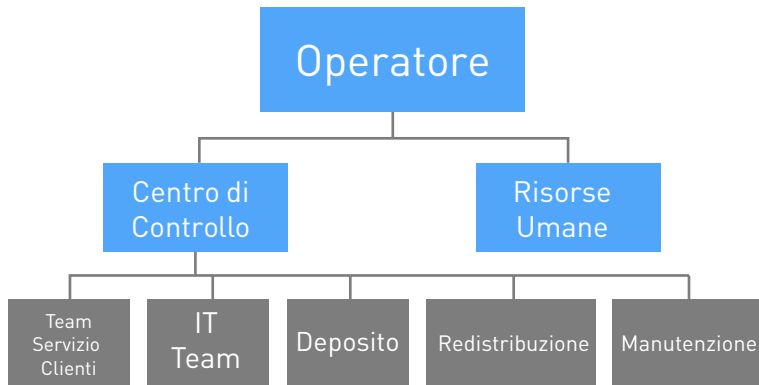 Operatore
Centro di
Controllo
Risorse
Umane
Team
Servizio
Clienti
IT
Team
Deposito
Redistribuzione
Manutenzione